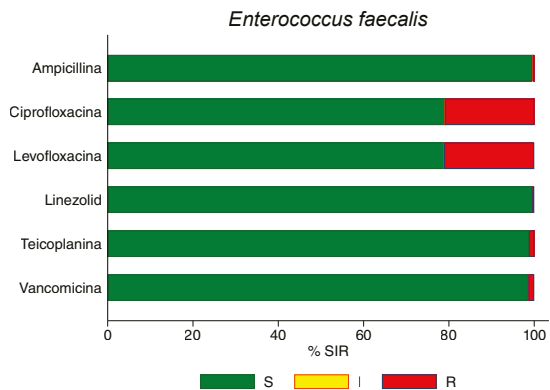 Enterococcus faecalis
Ampicillina
Ciprofloxacina
Levofloxacina
Linezolid
Teicoplanina
Vancomicina
0 20 40 60 80 100
% SIR
S I R